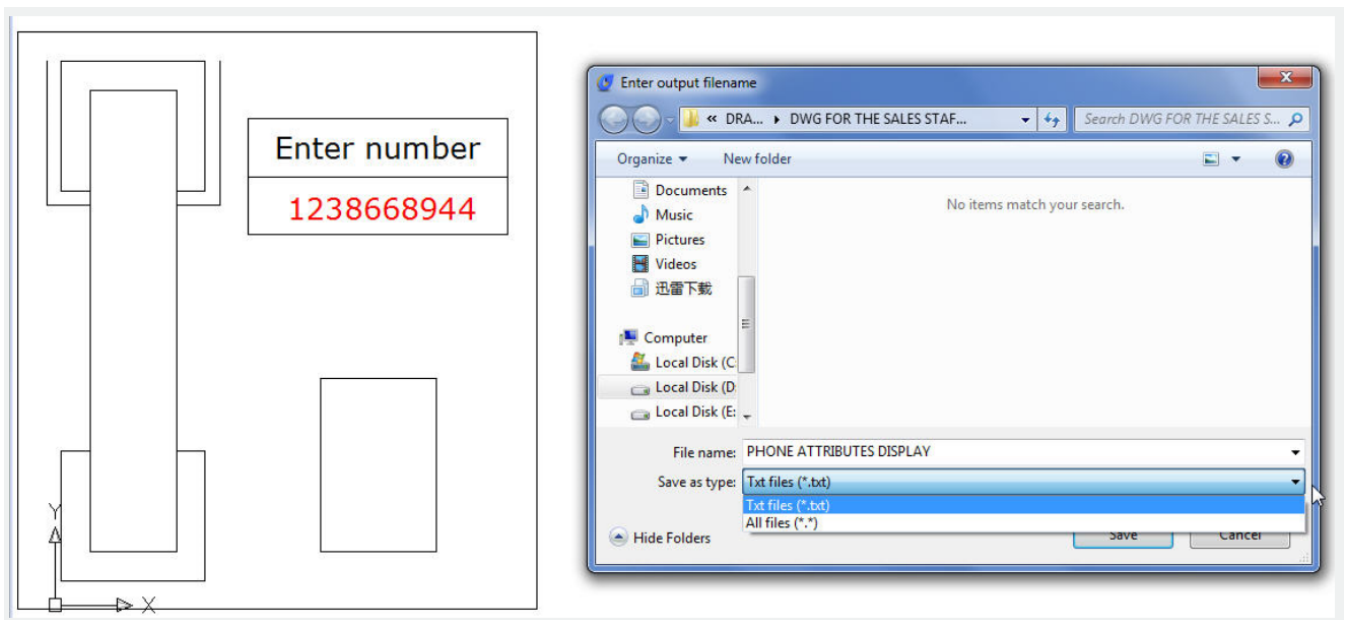 Enter number
1238668944
Y
X
Enter output filename
« DRA... ▸ DWG FOR THE SALES STAF...
Search DWG FOR THE SALES S...
Organize
New folder
Documents
Music
Pictures
Videos
迅雷下載
Computer
Local Disk (C
Local Disk (D:
Local Disk (E:
No items match your search.
File name: PHONE ATTRIBUTES DISPLAY
Save as type: Txt files (*.txt)
Txt files (*.txt)
All files (*.*)
Hide Folders
Save
Cancel